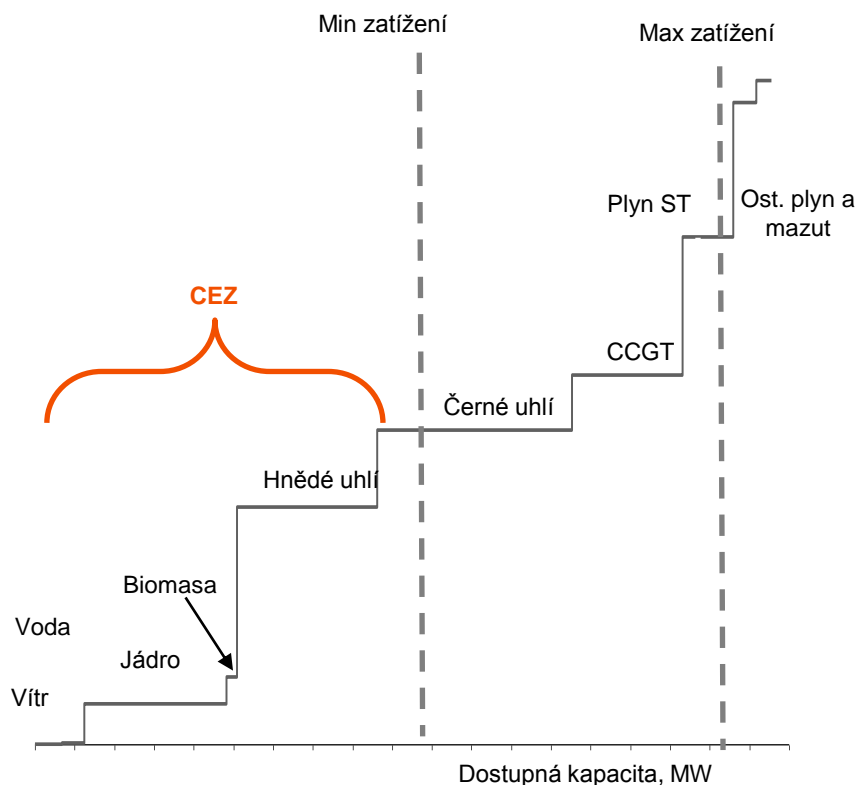 Min zatížení
Max zatížení
Plyn ST
Ost. plyn a
mazut
CEZ
CCGT
Černé uhlí
Hnědé uhlí
Biomasa
Voda
Jádro
Vítr
Dostupná kapacita, MW